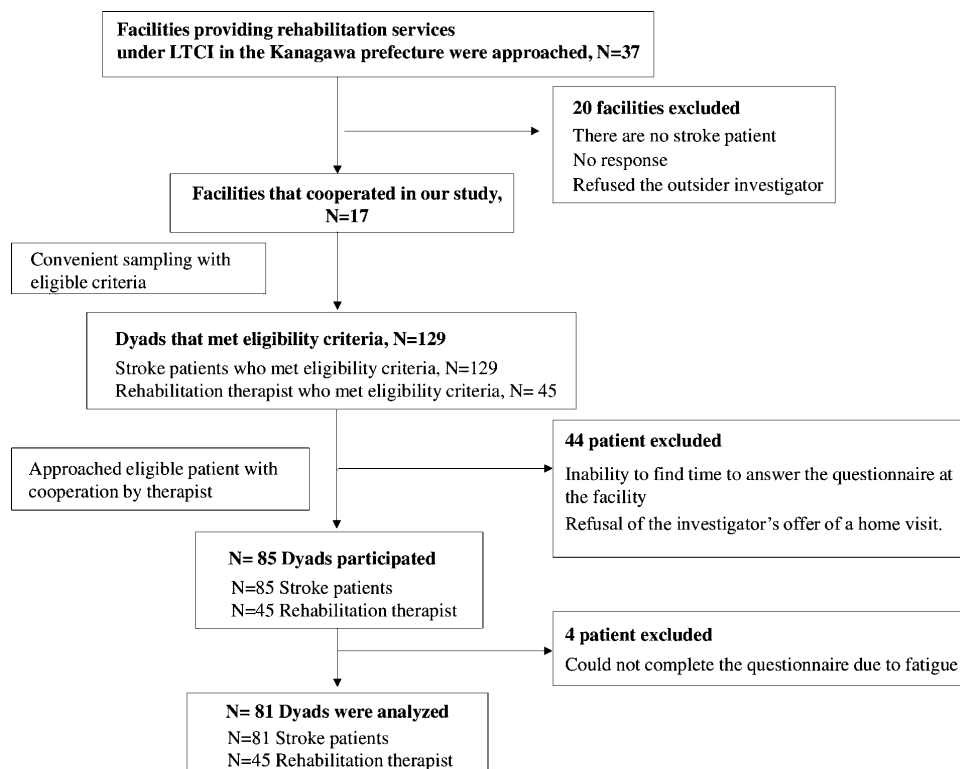 Facilities providing rehabilitation services
under LTCI in the Kanagawa prefecture were approached, N=37
20 facilities excluded
There are no stroke patient
No response
Refused the outsider investigator
Facilities that cooperated in our study,
N=17
Convenient sampling with
eligible criteria
Dyads that met eligibility criteria, N=129
Stroke patients who met eligibility criteria, N=129
Rehabilitation therapist who met eligibility criteria, N= 45
44 patient excluded
Inability to find time to answer the questionnaire at
the facility
Refusal of the investigator's offer of a home visit.
Approached eligible patient with
cooperation by therapist
N= 85 Dyads participated
N=85 Stroke patients
N=45 Rehabilitation therapist
4 patient excluded
Could not complete the questionnaire due to fatigue
N= 81 Dyads were analyzed
N=81 Stroke patients
N=45 Rehabilitation therapist